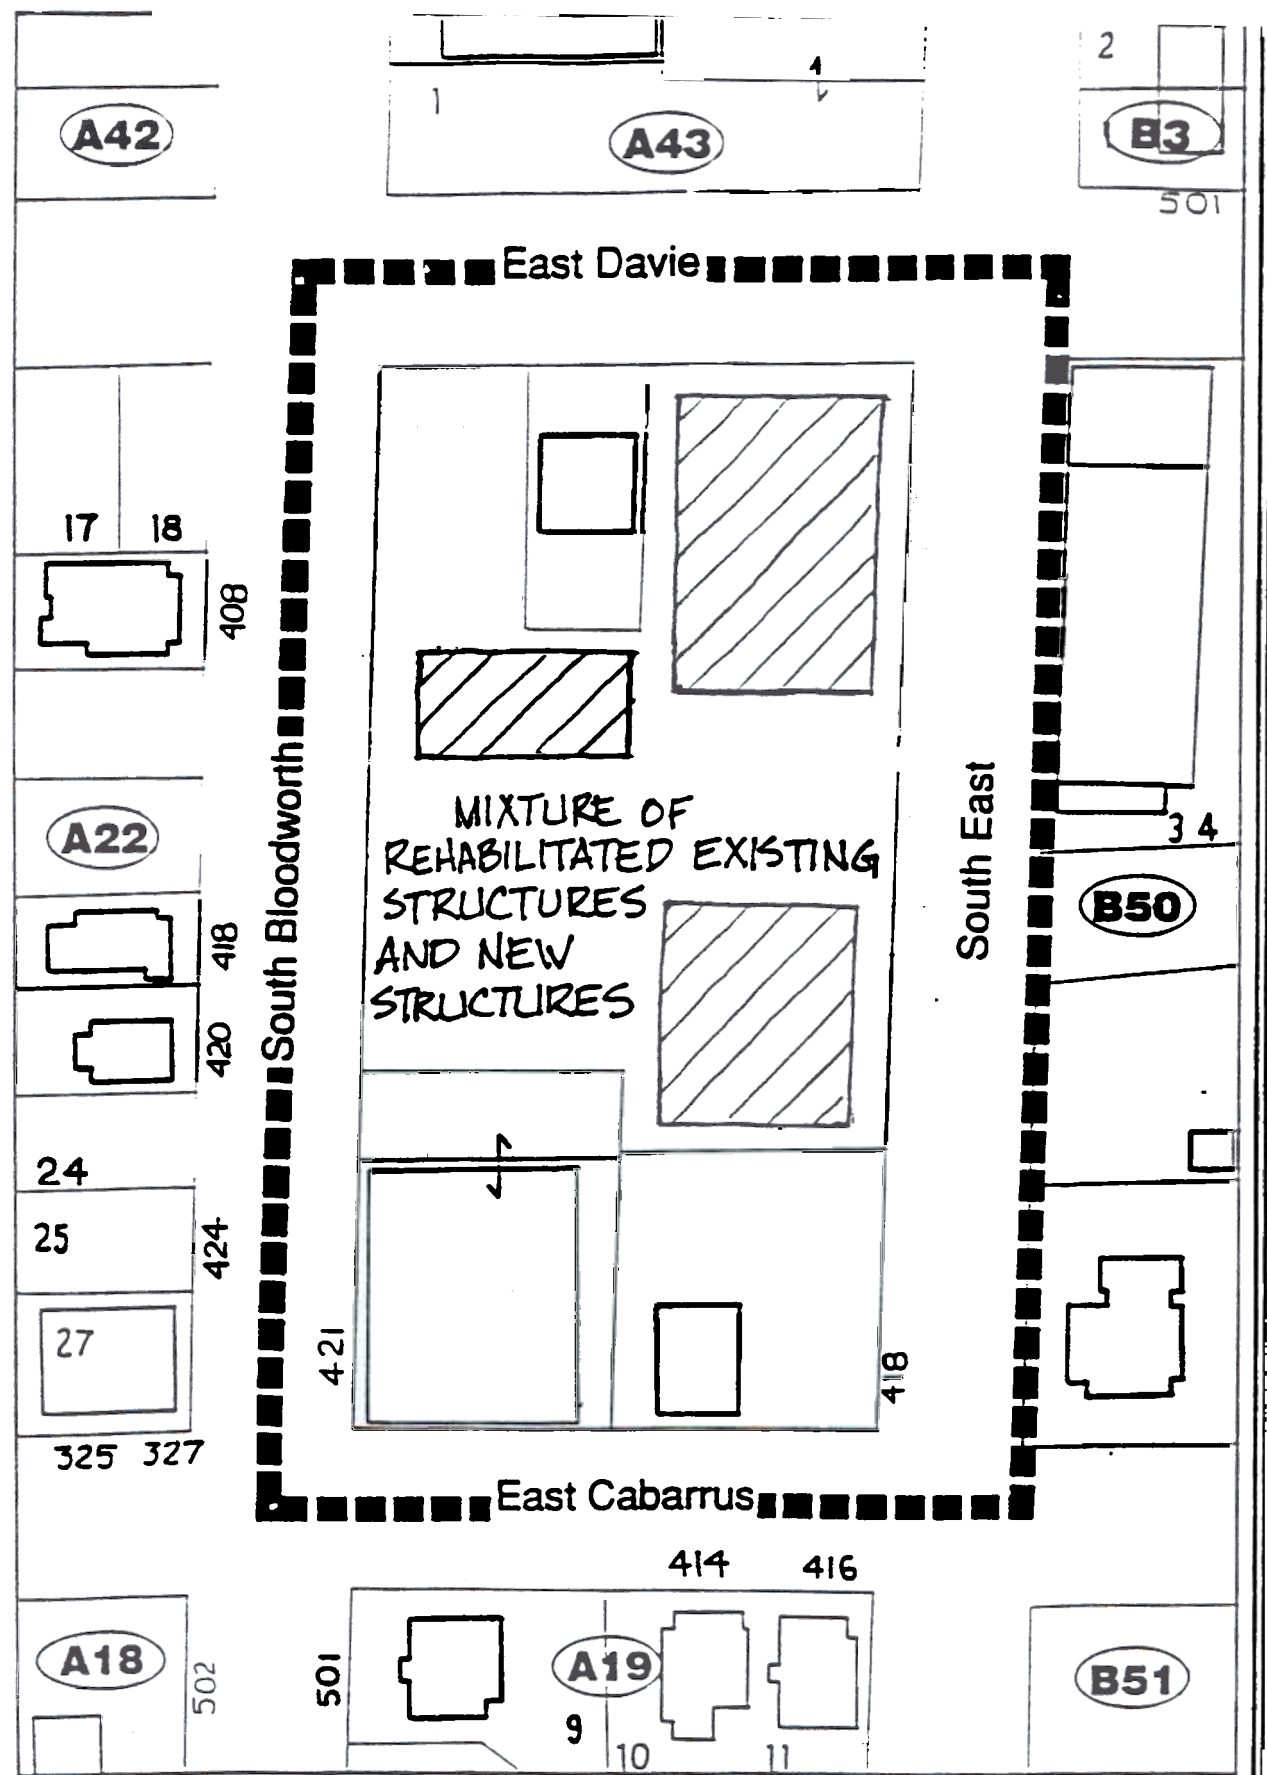 2
4
1
A42
A43
B3
501
East Davie
17 18
408
South Bloodworth
MIXTURE OF
REHABILITATED EXISTING
STRUCTURES
AND NEW
STRUCTURES
South East
34
A22
B50
418
420
24
25
424
27
421
418
325 327
East Cabarrus
414 416
A18
502
501
A19
B51
9
10
11